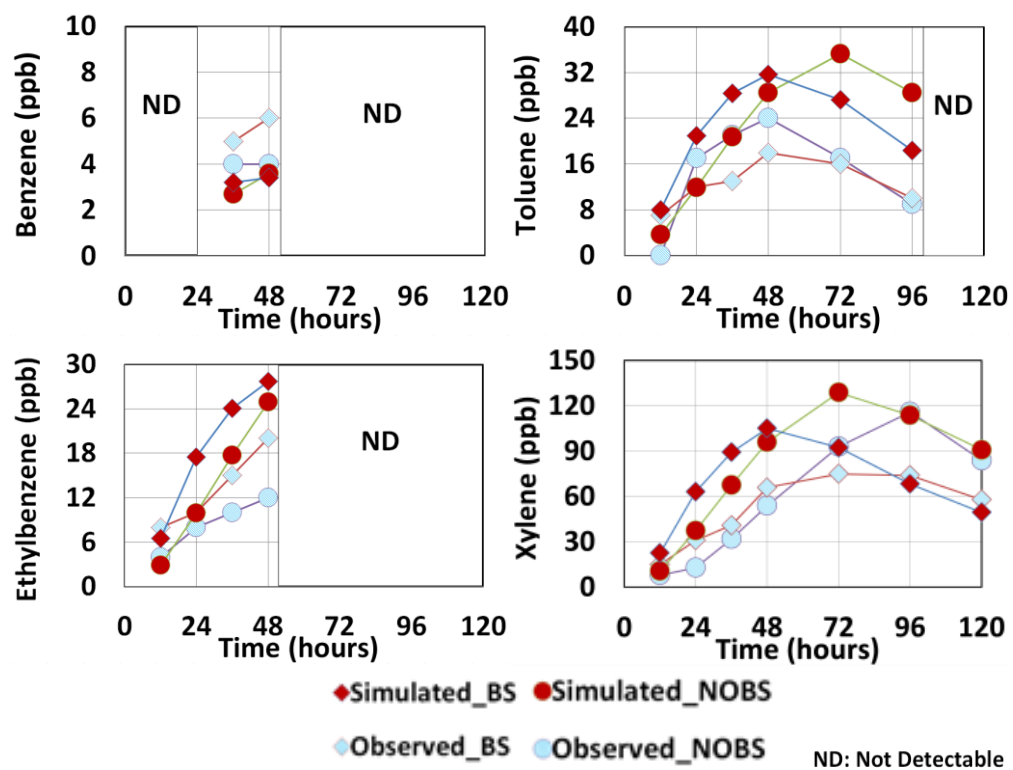 Benzene (ppb)
10
8
6
4
2
0
ND
ND
0 24 48 72 96 120
Time (hours)
Toluene (ppb)
40
32
24
16
8
0
ND
0 24 48 72 96 120
Time (hours)
Ethylbenzene (ppb)
30
24
18
12
6
0
ND
0 24 48 72 96 120
Time (hours)
Xylene (ppb)
150
120
90
60
30
0
0 24 48 72 96 120
Time (hours)
Simulated_BS Simulated_NOBS
Observed_BS Observed_NOBS
ND: Not Detectable